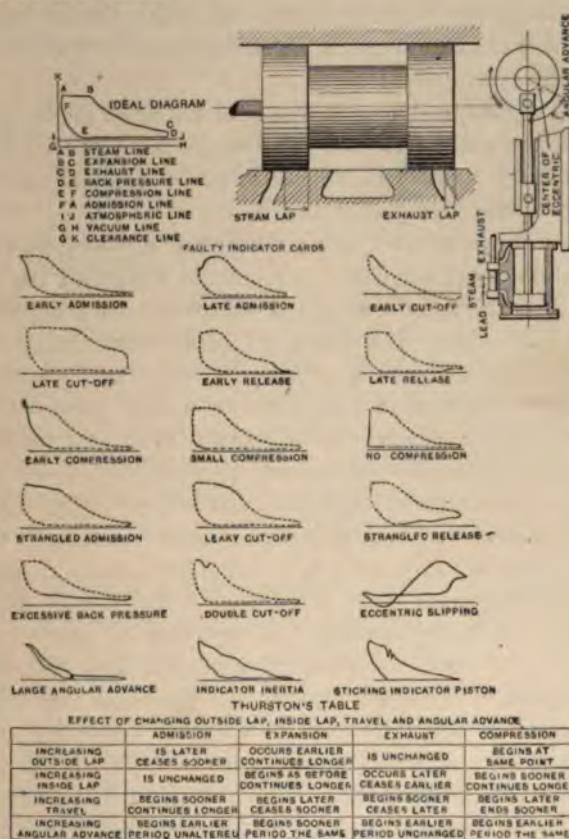 K
A B IDEAL DIAGRAM
F
E C
D
I J
G H
A B STEAM LINE
B C EXPANSION LINE
C D EXHAUST LINE
D E BACK PRESSURE LINE
E F COMPRESSION LINE
F A ADMISSION LINE
I J ATMOSPHERIC LINE
G H VACUUM LINE
G K CLEARANCE LINE
STEAM LAP
EXHAUST LAP
ANGULAR ADVANCE
CENTER OF
ECCENTRIC
LEAD
STEAM
EXHAUST
FAULTY INDICATOR CARDS
EARLY ADMISSION
LATE ADMISSION
EARLY CUT-OFF
LATE CUT-OFF
EARLY RELEASE
LATE RELEASE
EARLY COMPRESSION
SMALL COMPRESSION
NO COMPRESSION
STRANGLED ADMISSION
LEAKY CUT-OFF
STRANGLED RELEASE
EXCESSIVE BACK PRESSURE
DOUBLE CUT-OFF
ECCENTRIC SLIPPING
LARGE ANGULAR ADVANCE
INDICATOR INERTIA
STICKING INDICATOR PISTON
THURSTON'S TABLE
EFFECT OF CHANGING OUTSIDE LAP, INSIDE LAP, TRAVEL AND ANGULAR ADVANCE
ADMISSION EXPANSION EXHAUST COMPRESSION
INCREASING OUTSIDE LAP IS LATER CEASES SOONER OCCURS EARLIER CONTINUES LONGER IS UNCHANGED BEGINS AT SAME POINT
INCREASING INSIDE LAP IS UNCHANGED BEGINS AS BEFORE CONTINUES LONGER OCCURS LATER CEASES EARLIER BEGINS SOONER CONTINUES LONGER
INCREASING TRAVEL BEGINS SOONER CONTINUES LONGER BEGINS LATER CEASES SOONER BEGINS SOONER CEASES LATER BEGINS LATER ENDS SOONER
INCREASING ANGULAR ADVANCE BEGINS EARLIER PERIOD UNALTERED BEGINS SOONER PERIOD THE SAME BEGINS EARLIER PERIOD UNCHANGED BEGINS EARLIER PERIOD THE SAME